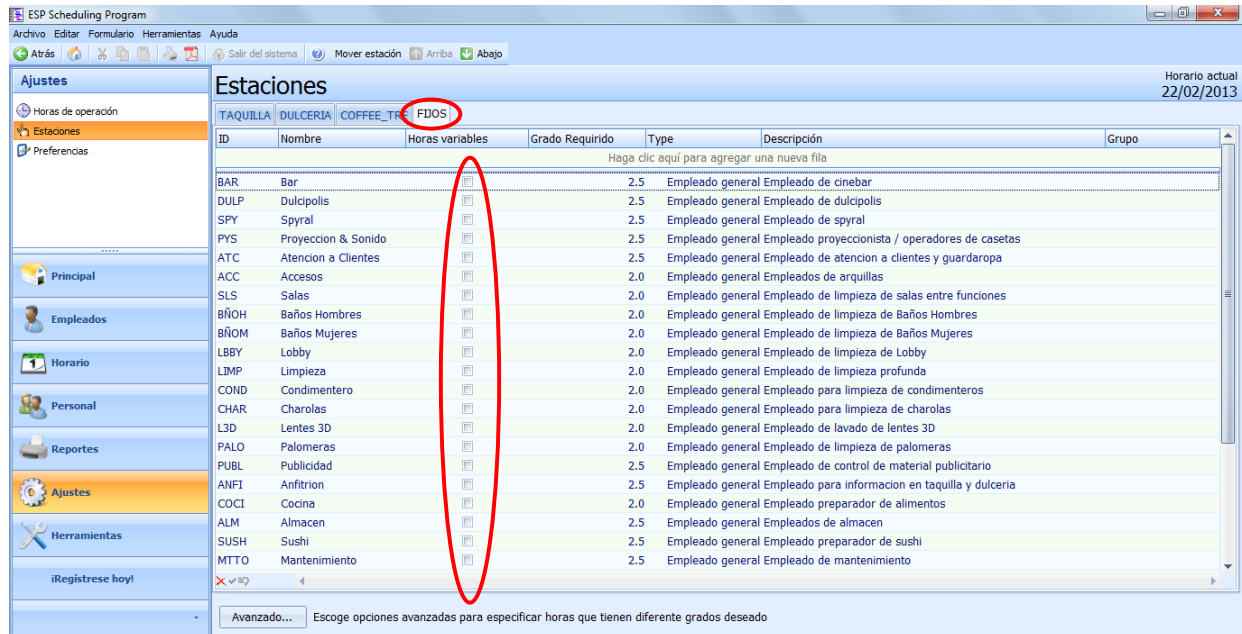 ESP Scheduling Program
Archivo Editar Formulario Herramientas Ayuda
Atrás Salir del sistema Mover estación Arriba Abajo
Ajustes
Horas de operación
Estaciones
Preferencias
Principal
Empleados
1
Horario
Personal
Reportes
Ajustes
Herramientas
¡Regístrese hoy!
Estaciones
Horario actual
22/02/2013
TAQUILLA DULCERIA COFFEE_TRE FIJOS
ID Nombre Horas variables Grado Requirido Type Descripción Grupo
Haga clic aquí para agregar una nueva fila
BAR Bar 2.5 Empleado general Empleado de cinebar
DULP Dulcipolis 2.5 Empleado general Empleado de dulcipolis
SPY Spyral 2.5 Empleado general Empleado de spyral
PYS Proyeccion & Sonido 2.5 Empleado general Empleado proyeccionista / operadores de casetas
ATC Atencion a Clientes 2.5 Empleado general Empleado de atencion a clientes y guardaropa
ACC Accesos 2.0 Empleado general Empleados de arquillas
SLS Salas 2.0 Empleado general Empleado de limpieza de salas entre funciones
BÑOH Baños Hombres 2.0 Empleado general Empleado de limpieza de Baños Hombres
BÑOM Baños Mujeres 2.0 Empleado general Empleado de limpieza de Baños Mujeres
LBBY Lobby 2.0 Empleado general Empleado de limpieza de Lobby
LIMP Limpieza 2.0 Empleado general Empleado de limpieza profunda
COND Condimentero 2.0 Empleado general Empleado para limpieza de condimenteros
CHAR Charolas 2.0 Empleado general Empleado para limpieza de charolas
L3D Lentes 3D 2.0 Empleado general Empleado de lavado de lentes 3D
PALO Palomeras 2.0 Empleado general Empleado de limpieza de palomeras
PUBL Publicidad 2.5 Empleado general Empleado de control de material publicitario
ANFI Anfitrion 2.5 Empleado general Empleado para informacion en taquilla y dulceria
COCI Cocina 2.0 Empleado general Empleado preparador de alimentos
ALM Almacen 2.5 Empleado general Empleados de almacen
SUSH Sushi 2.5 Empleado general Empleado preparador de sushi
MTTO Mantenimiento 2.5 Empleado general Empleado de mantenimiento
Avanzado... Escoge opciones avanzadas para especificar horas que tienen diferente grados deseado